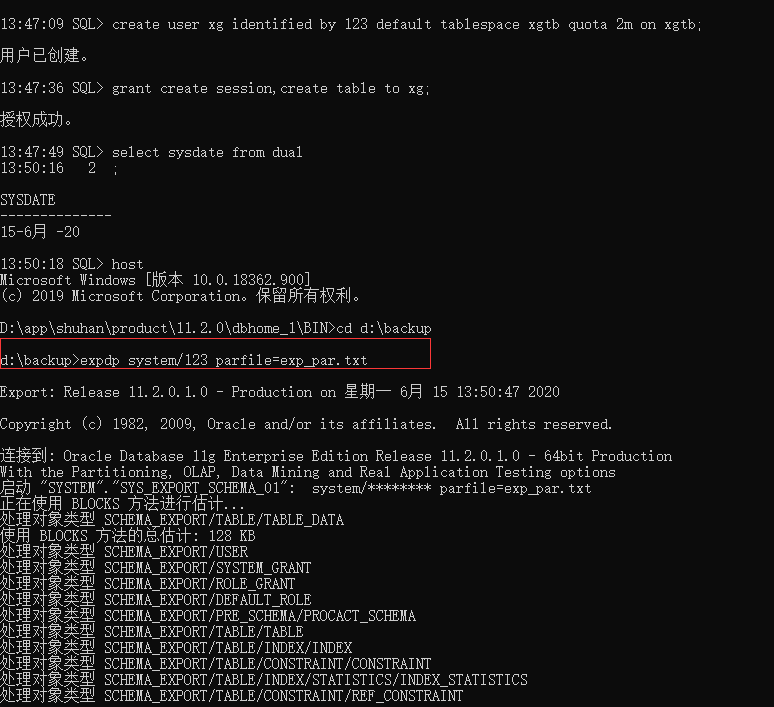 13:47:09 SQL> create user xg identified by 123 default tablespace xgtb quota 2m on xgtb;
用户已创建。
13:47:36 SQL> grant create session,create table to xg;
授权成功。
13:47:49 SQL> select sysdate from dual
13:50:16   2  ;
SYSDATE
--------------
15-6月 -20
13:50:18 SQL> host
Microsoft Windows [版本 10.0.18362.900]
(c) 2019 Microsoft Corporation。保留所有权利。
D:\app\shuhan\product\11.2.0\dbhome_1\BIN>cd d:\backup
d:\backup>expdp system/123 parfile=exp_par.txt
Export: Release 11.2.0.1.0 - Production on 星期一 6月 15 13:50:47 2020
Copyright (c) 1982, 2009, Oracle and/or its affiliates.  All rights reserved.
连接到: Oracle Database 11g Enterprise Edition Release 11.2.0.1.0 - 64bit Production
With the Partitioning, OLAP, Data Mining and Real Application Testing options
启动 "SYSTEM"."SYS_EXPORT_SCHEMA_01":  system/******** parfile=exp_par.txt
正在使用 BLOCKS 方法进行估计...
处理对象类型 SCHEMA_EXPORT/TABLE/TABLE_DATA
使用 BLOCKS 方法的总估计: 128 KB
处理对象类型 SCHEMA_EXPORT/USER
处理对象类型 SCHEMA_EXPORT/SYSTEM_GRANT
处理对象类型 SCHEMA_EXPORT/ROLE_GRANT
处理对象类型 SCHEMA_EXPORT/DEFAULT_ROLE
处理对象类型 SCHEMA_EXPORT/PRE_SCHEMA/PROCACT_SCHEMA
处理对象类型 SCHEMA_EXPORT/TABLE/TABLE
处理对象类型 SCHEMA_EXPORT/TABLE/INDEX/INDEX
处理对象类型 SCHEMA_EXPORT/TABLE/CONSTRAINT/CONSTRAINT
处理对象类型 SCHEMA_EXPORT/TABLE/INDEX/STATISTICS/INDEX_STATISTICS
处理对象类型 SCHEMA_EXPORT/TABLE/CONSTRAINT/REF_CONSTRAINT